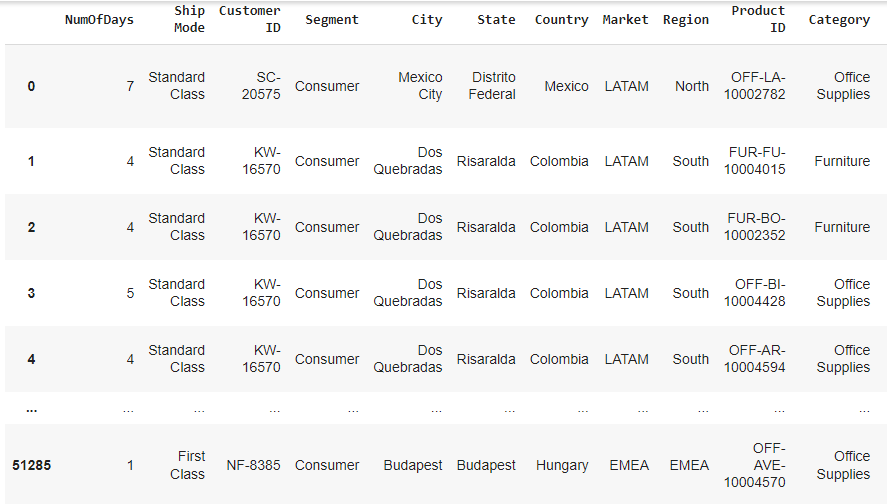 NumOfDays Ship Mode Customer ID Segment City State Country Market Region Product ID Category
0 7 Standard Class SC-20575 Consumer Mexico City Distrito Federal Mexico LATAM North OFF-LA-10002782 Office Supplies
1 4 Standard Class KW-16570 Consumer Dos Quebradas Risaralda Colombia LATAM South FUR-FU-10004015 Furniture
2 4 Standard Class KW-16570 Consumer Dos Quebradas Risaralda Colombia LATAM South FUR-BO-10002352 Furniture
3 5 Standard Class KW-16570 Consumer Dos Quebradas Risaralda Colombia LATAM South OFF-BI-10004428 Office Supplies
4 4 Standard Class KW-16570 Consumer Dos Quebradas Risaralda Colombia LATAM South OFF-AR-10004594 Office Supplies
... ... ... ... ... ... ... ... ... ... ... ...
51285 1 First Class NF-8385 Consumer Budapest Budapest Hungary EMEA EMEA OFF-AVE-10004570 Office Supplies